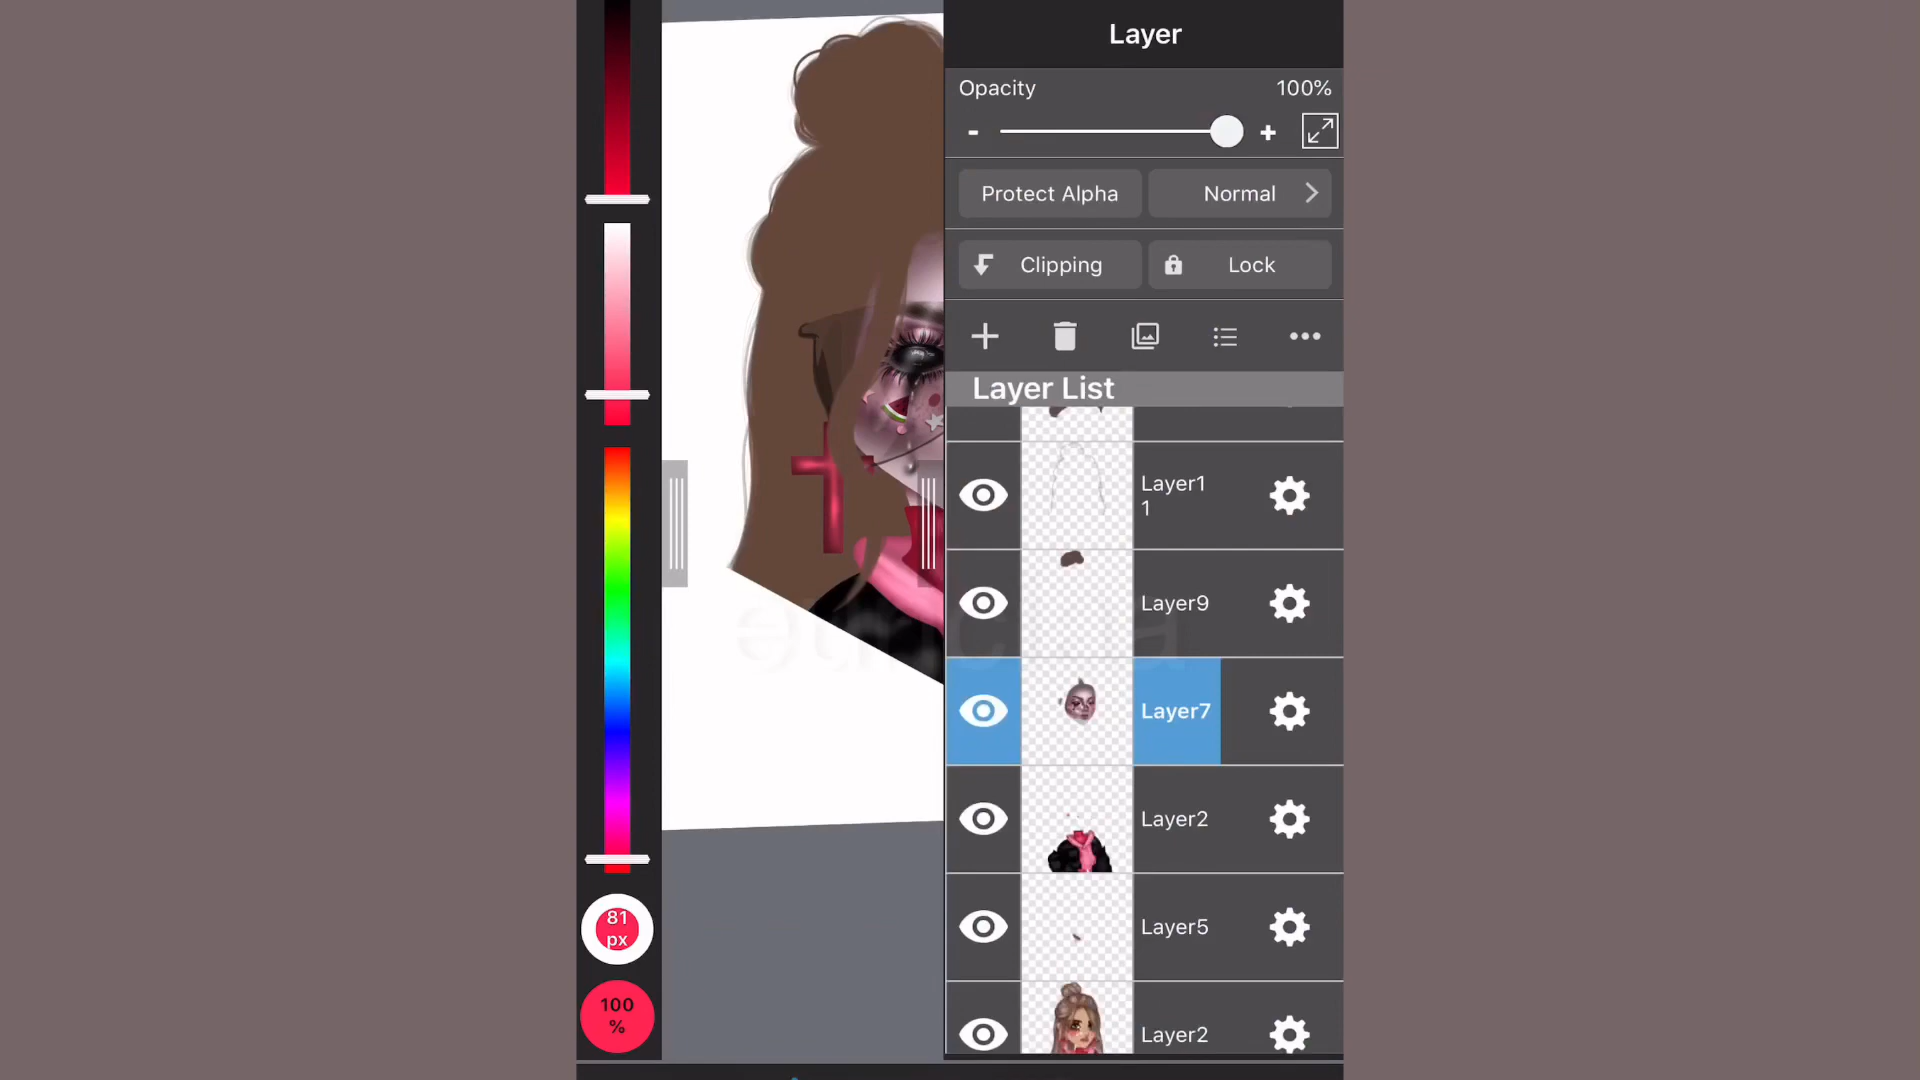 Layer
Opacity 100%
- +
Protect Alpha Normal
Clipping Lock
Layer List
Layer1
1
Layer9
Layer7
Layer2
Layer5
Layer2
81
px
100
%